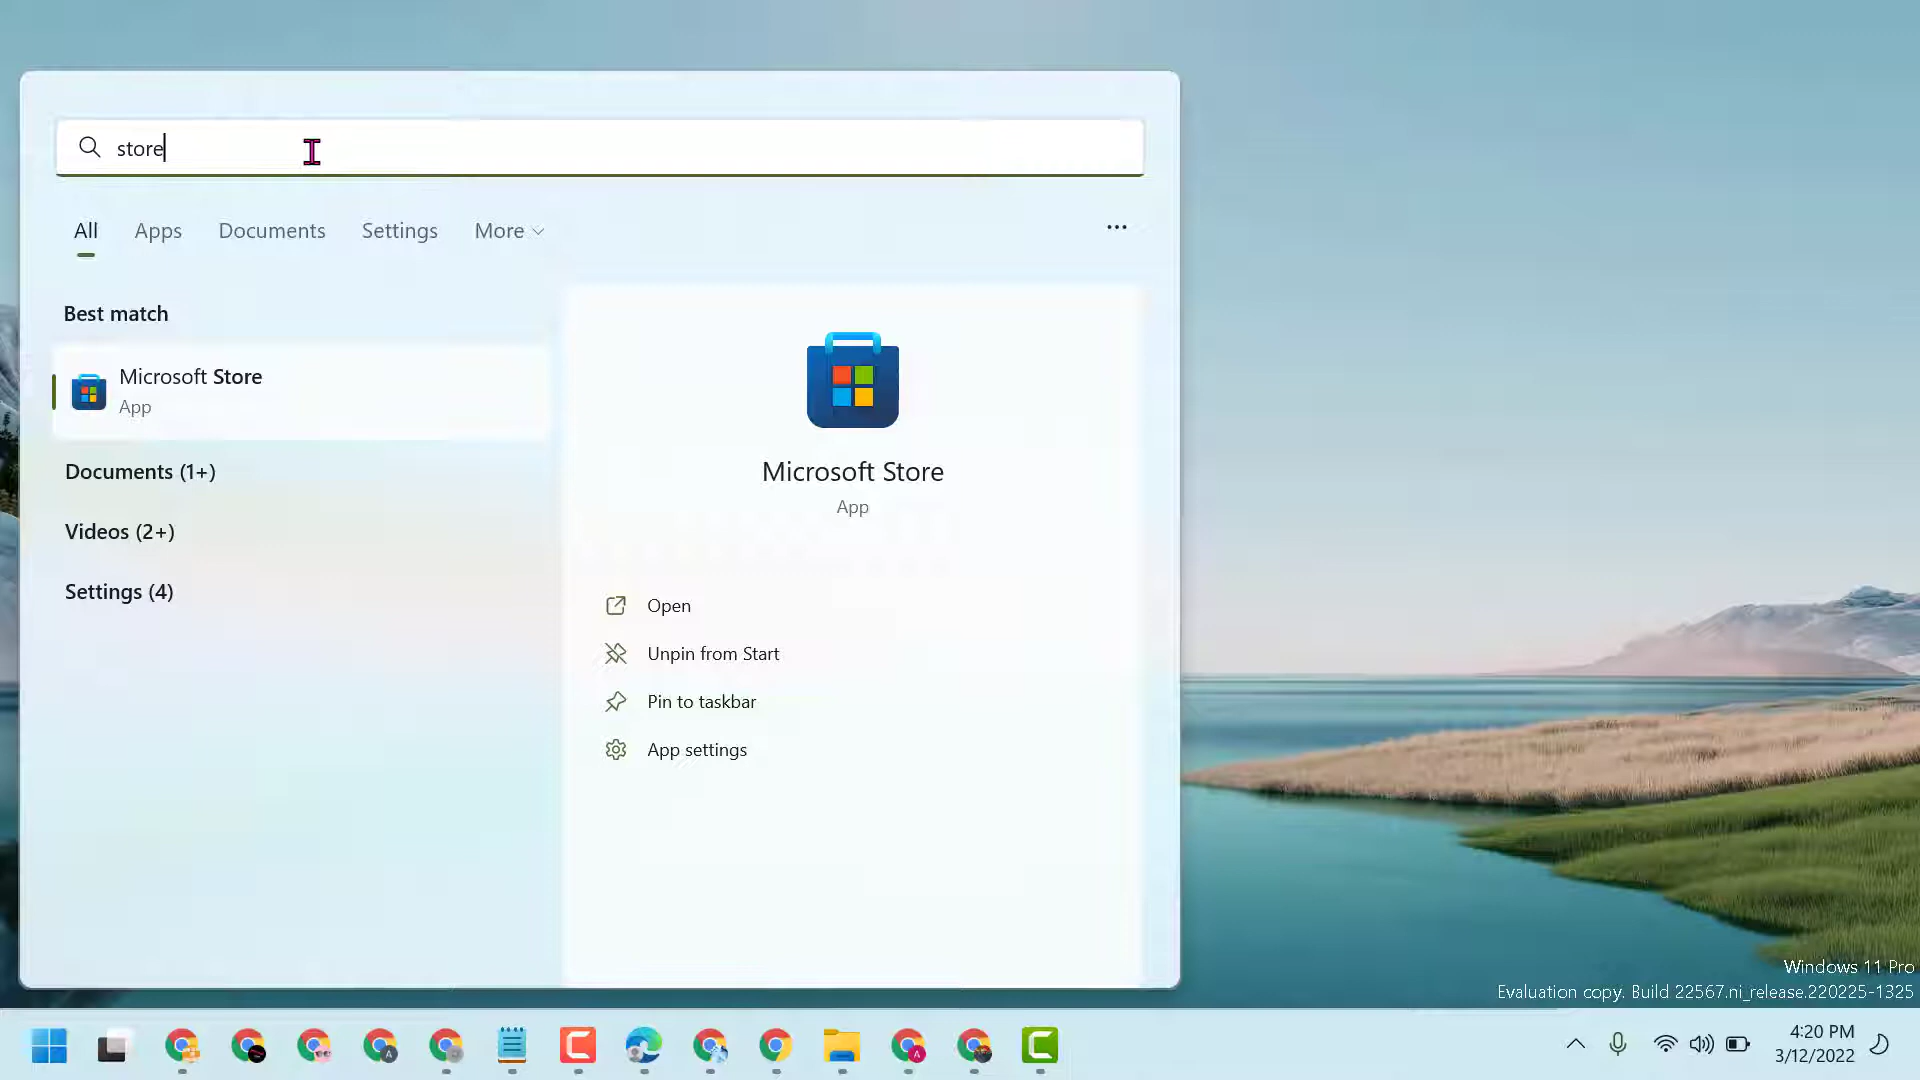 store
All Apps Documents Settings More
Best match
Microsoft Store
App
Documents (1+)
Videos (2+)
Settings (4)
Microsoft Store
App
Open
Unpin from Start
Pin to taskbar
App settings
Windows 11 Pro
Evaluation copy. Build 22567.ni_release.220225-1325
4:20 PM
3/12/2022